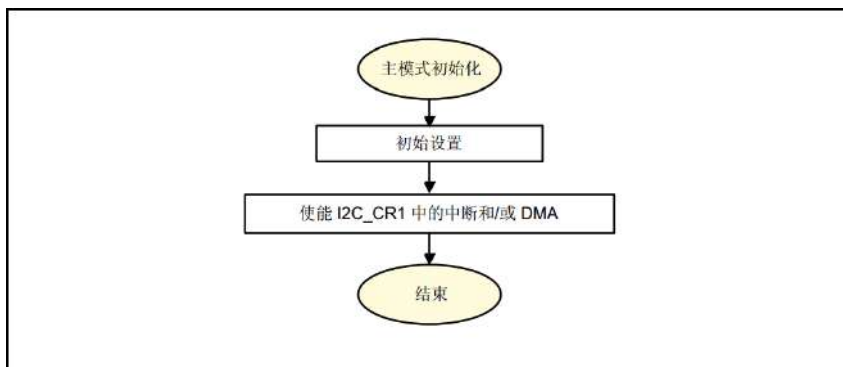 主模式初始化
初始设置
使能 I2C_CR1 中的中断和/或 DMA
结束